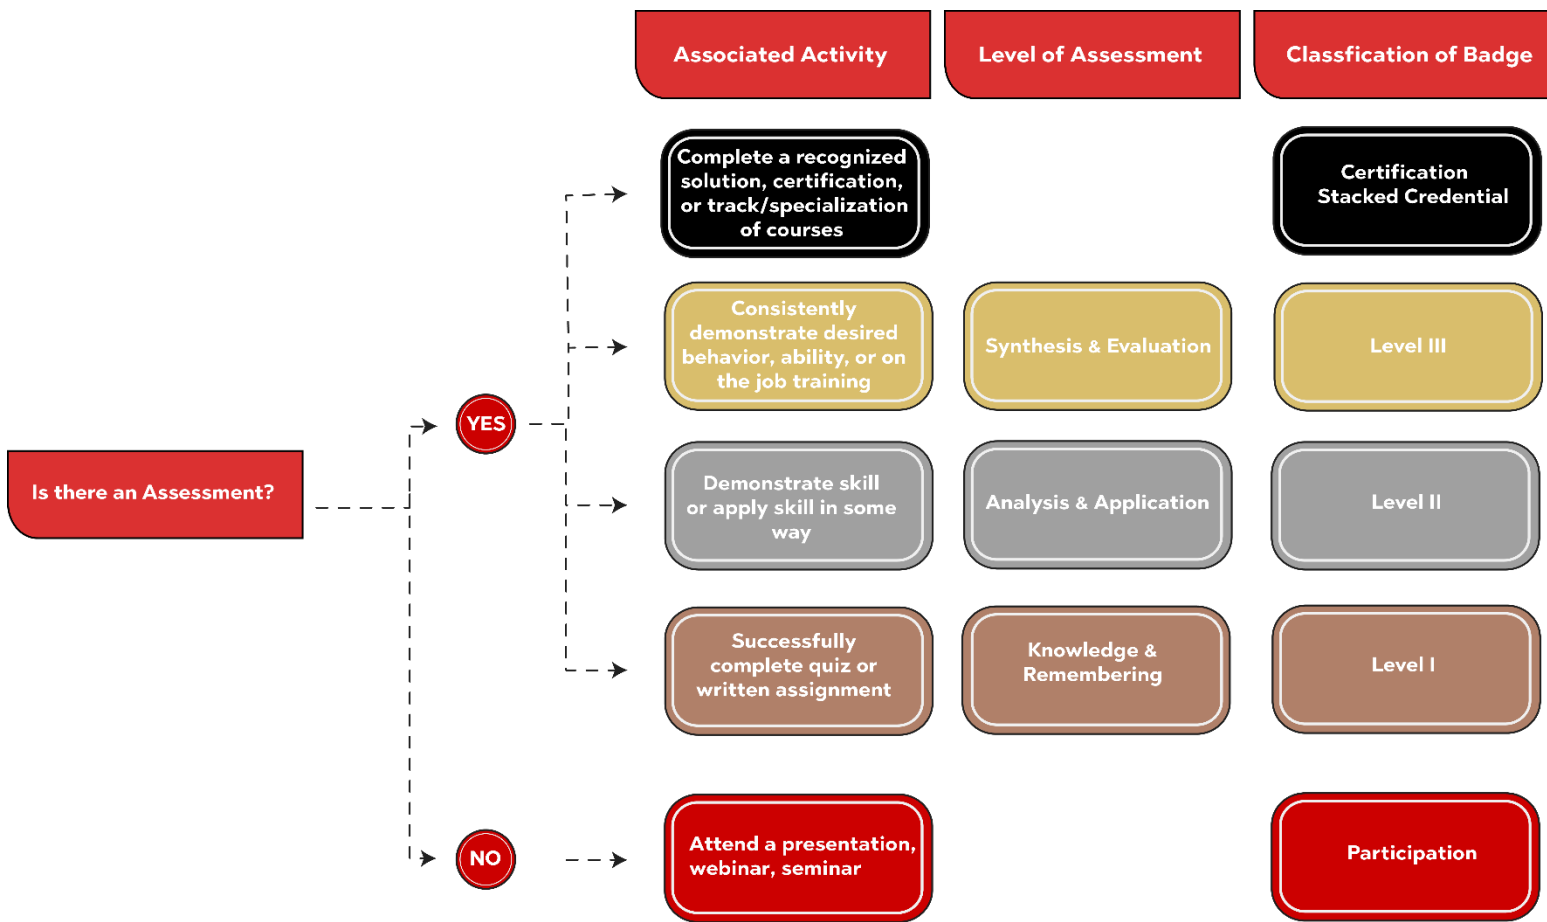 Associated Activity
Level of Assessment
Classfication of Badge
Complete a recognized
solution, certification,
or track/specialization
of courses
Certification
Stacked Credential
Consistently
demonstrate desired
behavior, ability, or on
the job training
Synthesis & Evaluation
Level III
YES
Is there an Assessment?
Demonstrate skill
or apply skill in some
way
Analysis & Application
Level II
Successfully
complete quiz or
written assignment
Knowledge &
Remembering
Level I
NO
Attend a presentation,
webinar, seminar
Participation